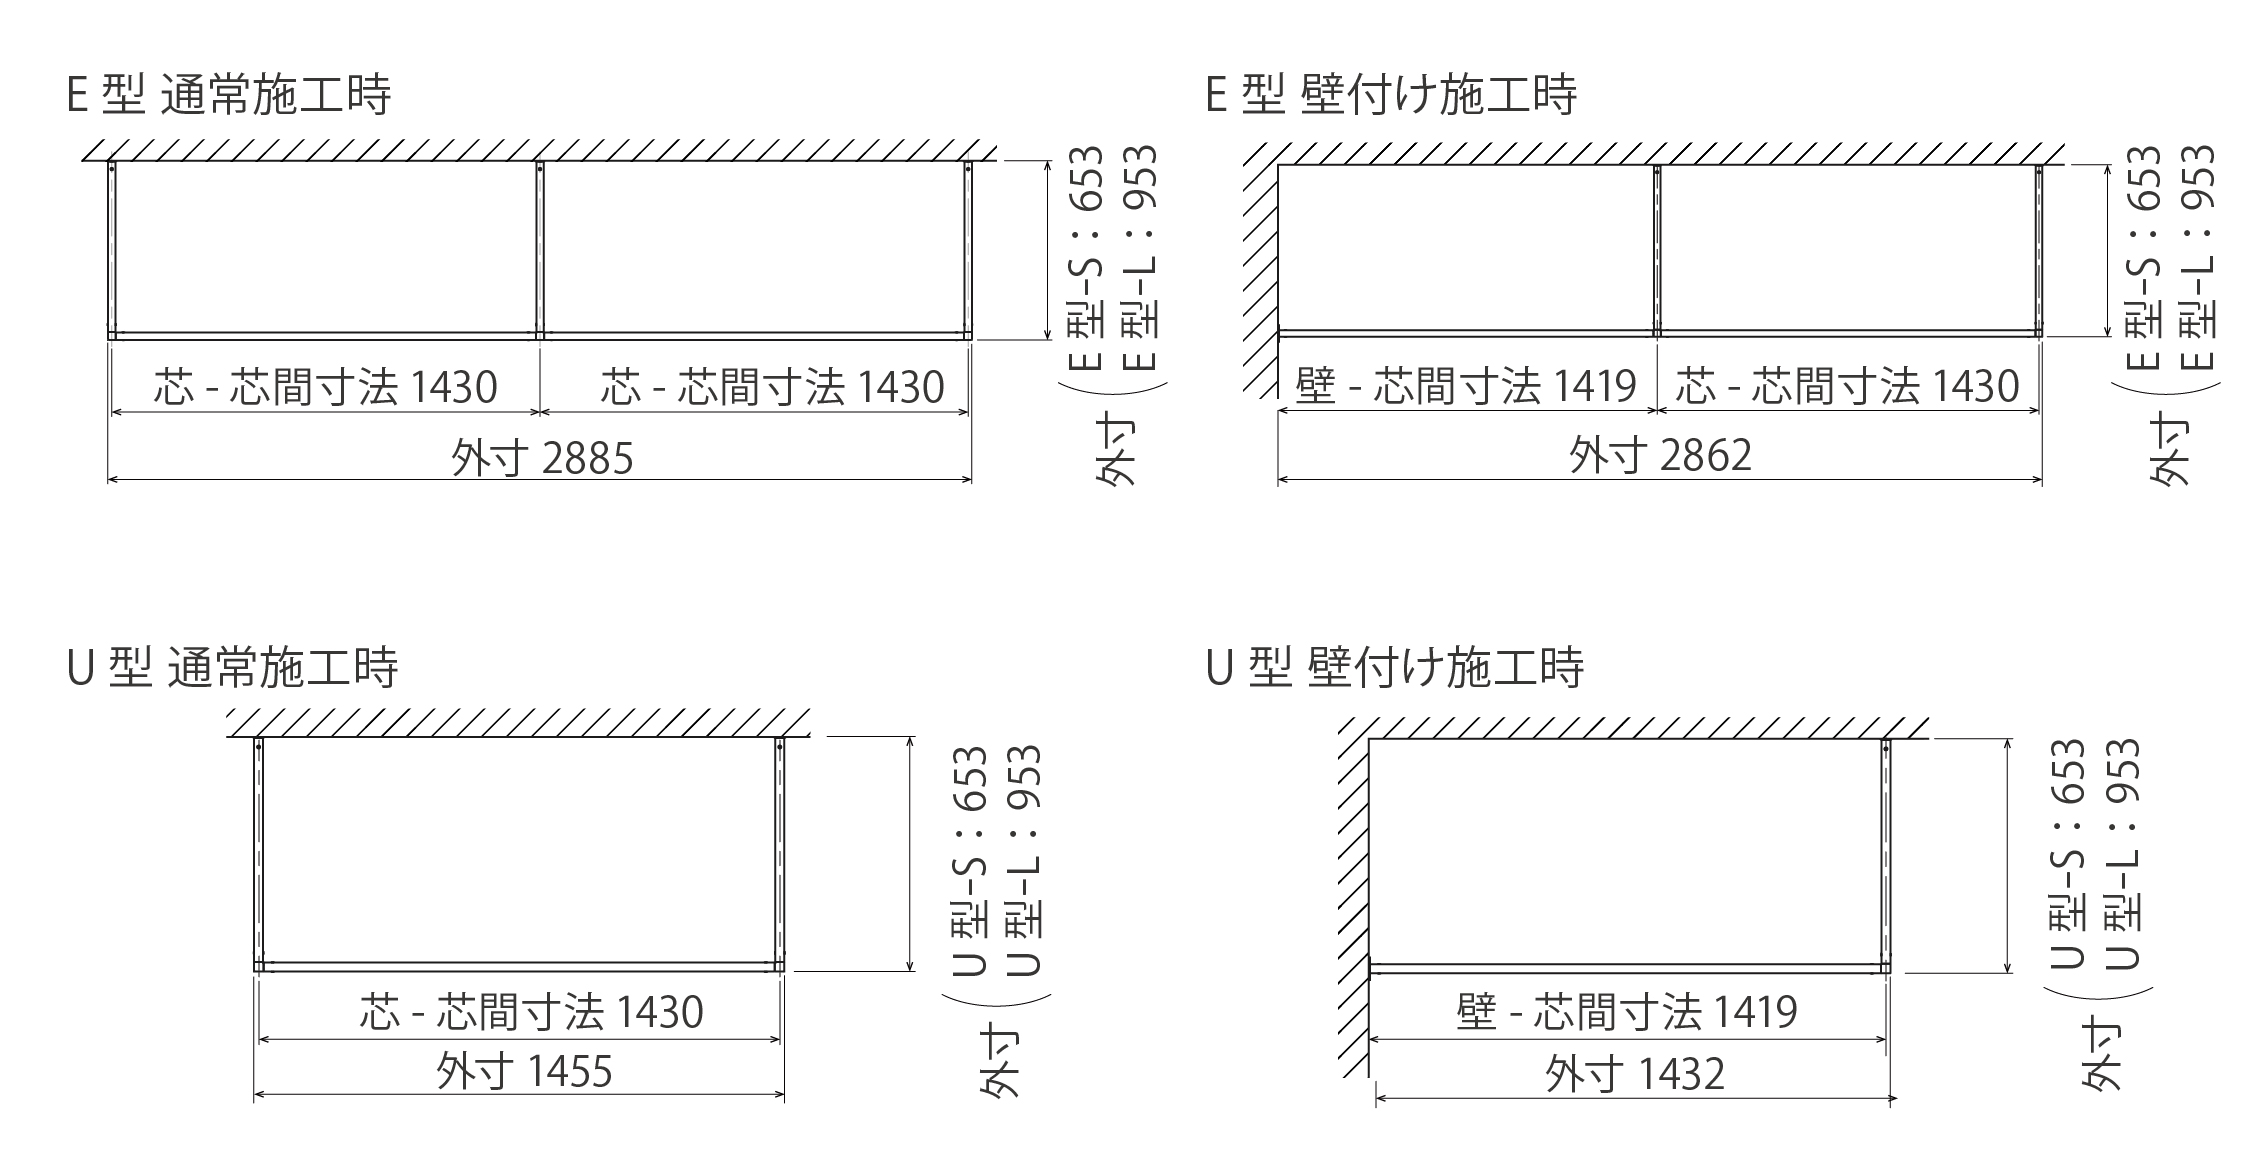 E 型 通常施工時
芯 - 芯間寸法 1430
芯 - 芯間寸法 1430
外寸 2885
外寸
E 型-S：653
E 型-L：953
E 型 壁付け施工時
壁 - 芯間寸法 1419
芯 - 芯間寸法 1430
外寸 2862
外寸
E 型-S：653
E 型-L：953
U 型 通常施工時
芯 - 芯間寸法 1430
外寸 1455
外寸
U 型-S：653
U 型-L：953
U 型 壁付け施工時
壁 - 芯間寸法 1419
外寸 1432
外寸
U 型-S：653
U 型-L：953